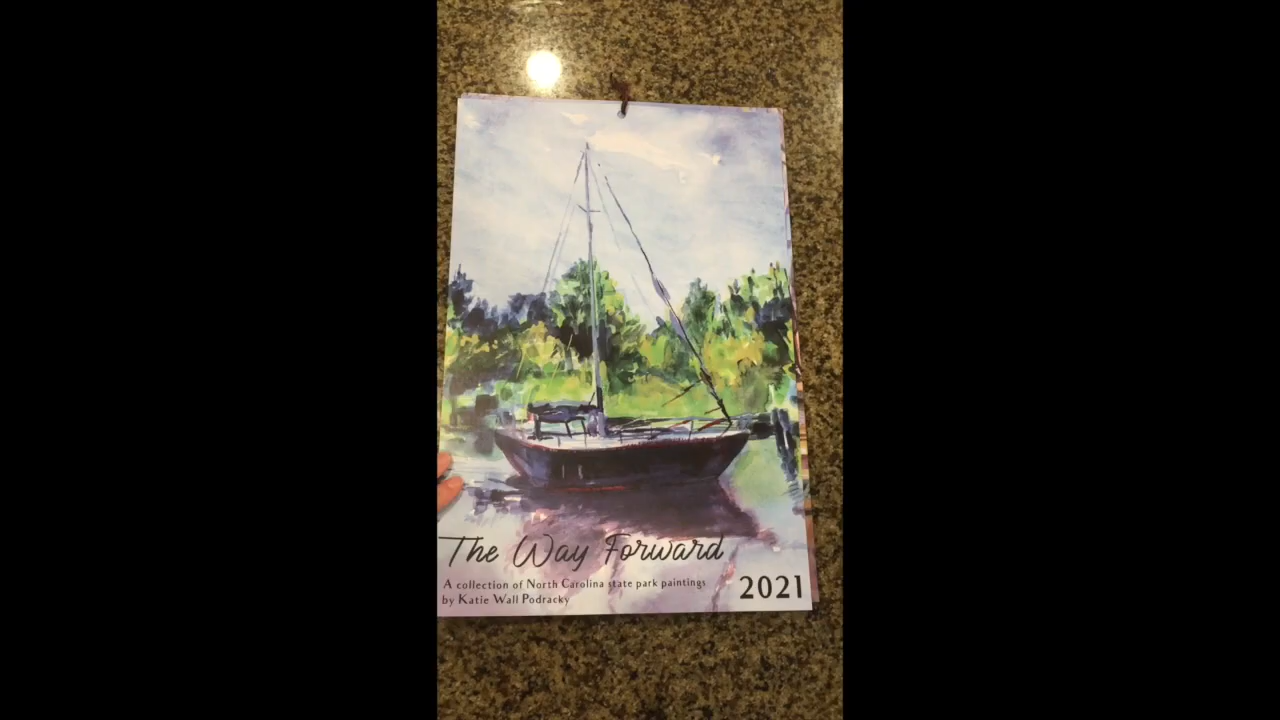 The Way Forward
A collection of North Carolina state park paintings
by Katie Wall Podracky
2021